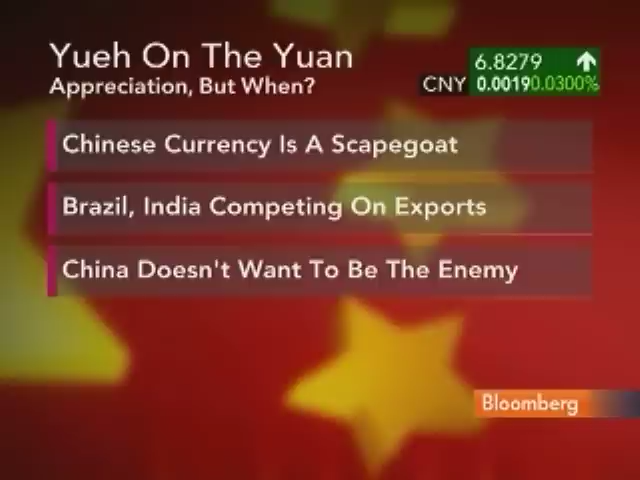 Yueh On The Yuan
Appreciation, But When?
6.8279
CNY 0.0019 0.0300%
Chinese Currency Is A Scapegoat
Brazil, India Competing On Exports
China Doesn't Want To Be The Enemy
Bloomberg